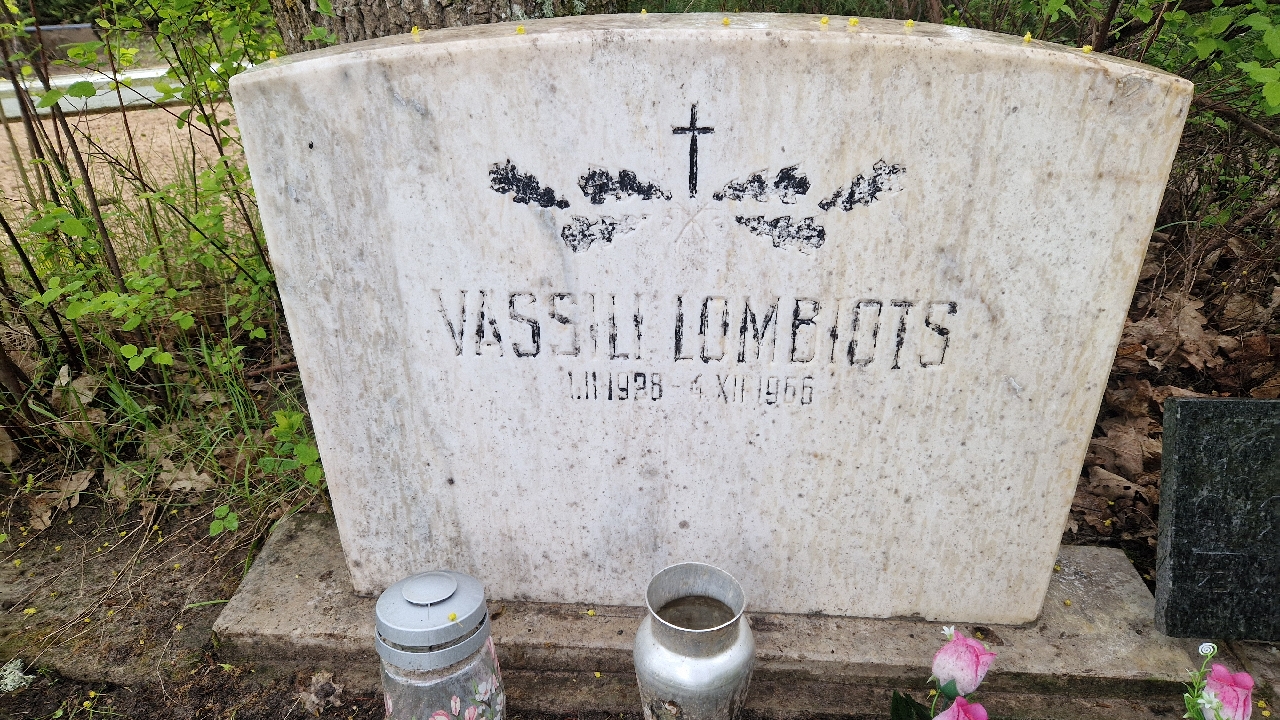 VASSILI LOMBIOTS
1.II 1928 - 4 XII 1966